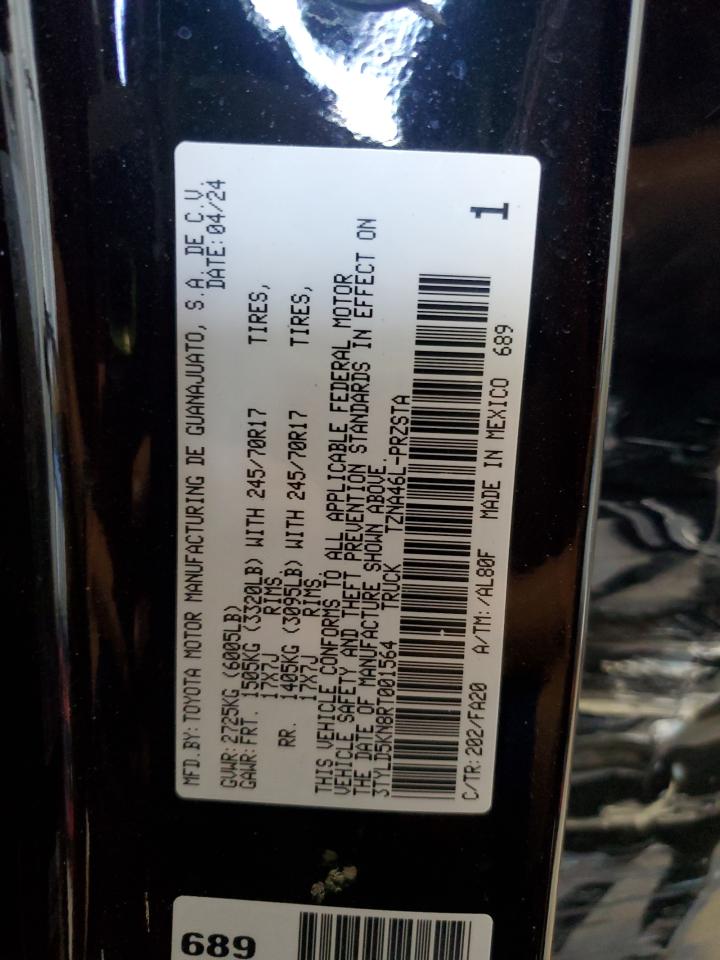 MFD.BY: TOYOTA MOTOR MANUFACTURING DE GUANAJUATO, S.A. DE C.V.
DATE: 04/24
GVWR: 2725KG (6005LB)
GAWR: FRT. 1505KG (3320LB) WITH 245/70R17 TIRES,
17X7J RIMS,
RR. 1405KG (3095LB) WITH 245/70R17 TIRES,
17X7J RIMS.
THIS VEHICLE CONFORMS TO ALL APPLICABLE FEDERAL MOTOR
VEHICLE SAFETY AND THEFT PREVENTION STANDARDS IN EFFECT ON
THE DATE OF MANUFACTURE SHOWN ABOVE.
3TYLD5KN8RT001564 TRUCK TZNA46L-PRZSTA
1
C/TR: 202/FA20 A/TM: /AL80F MADE IN MEXICO 689
689